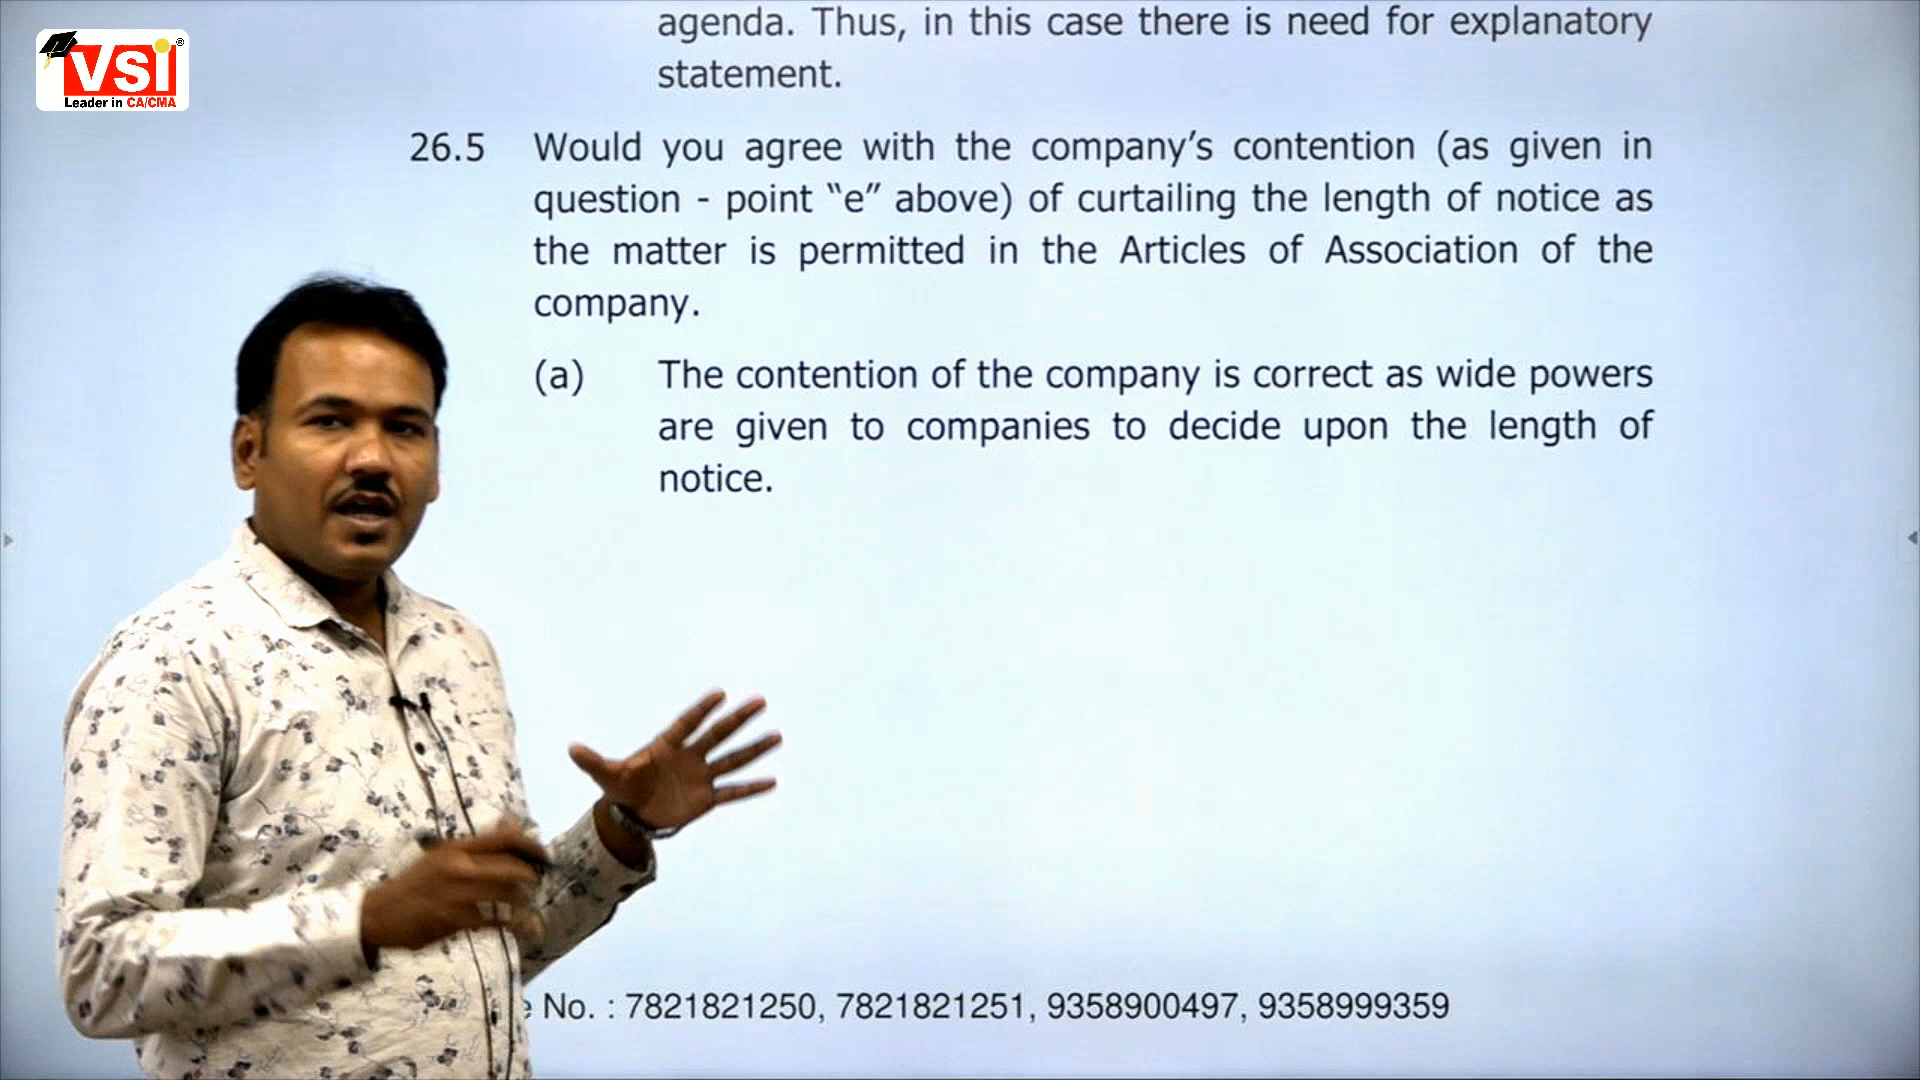 VSI®
Leader in CA/CMA
agenda. Thus, in this case there is need for explanatory
statement.
26.5 Would you agree with the company's contention (as given in
question - point “e” above) of curtailing the length of notice as
the matter is permitted in the Articles of Association of the
company.
(a) The contention of the company is correct as wide powers
are given to companies to decide upon the length of
notice.
No. : 7821821250, 7821821251, 9358900497, 9358999359